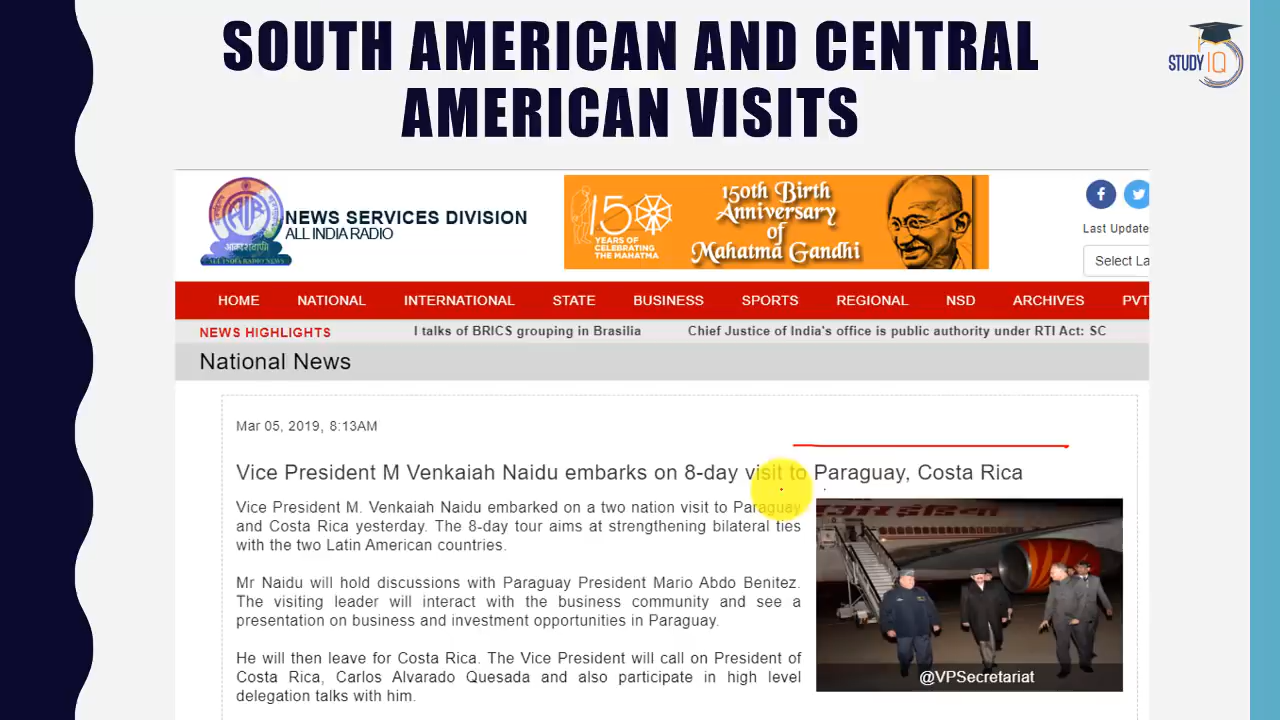 SOUTH AMERICAN AND CENTRAL
AMERICAN VISITS
STUDY IQ
NEWS SERVICES DIVISION
ALL INDIA RADIO
AIR
आकाशवाणी
ALL INDIA RADIO NEWS
150
YEARS OF
CELEBRATING
THE MAHATMA
150th Birth
Anniversary
of
Mahatma Gandhi
Last Update
Select La
HOME NATIONAL INTERNATIONAL STATE BUSINESS SPORTS REGIONAL NSD ARCHIVES PVT
NEWS HIGHLIGHTS l talks of BRICS grouping in Brasilia Chief Justice of India's office is public authority under RTI Act: SC
National News
Mar 05, 2019, 8:13AM
Vice President M Venkaiah Naidu embarks on 8-day visit to Paraguay, Costa Rica
Vice President M. Venkaiah Naidu embarked on a two nation visit to Paraguay
and Costa Rica yesterday. The 8-day tour aims at strengthening bilateral ties
with the two Latin American countries.
Mr Naidu will hold discussions with Paraguay President Mario Abdo Benitez.
The visiting leader will interact with the business community and see a
presentation on business and investment opportunities in Paraguay.
He will then leave for Costa Rica. The Vice President will call on President of
Costa Rica, Carlos Alvarado Quesada and also participate in high level
delegation talks with him.
@VPSecretariat